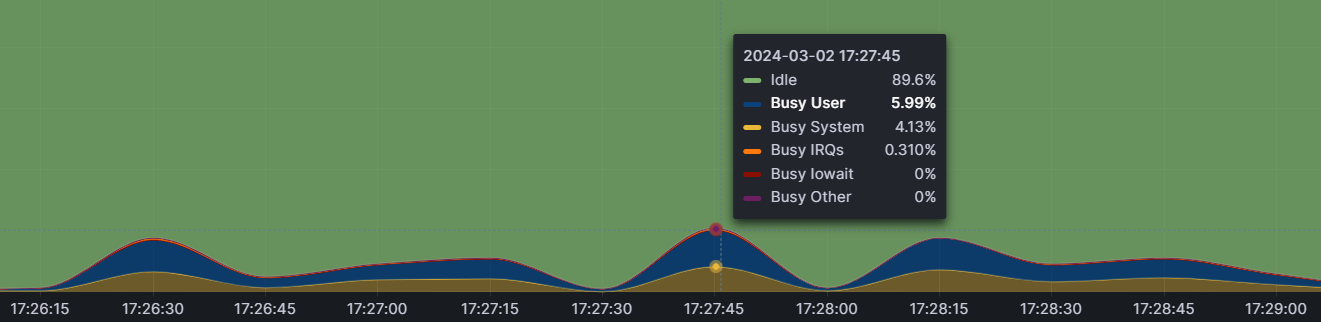 2024-03-02 17:27:45
Idle 89.6%
Busy User 5.99%
Busy System 4.13%
Busy IRQs 0.310%
Busy Iowait 0%
Busy Other 0%
17:26:15 17:26:30 17:26:45 17:27:00 17:27:15 17:27:30 17:27:45 17:28:00 17:28:15 17:28:30 17:28:45 17:29:00